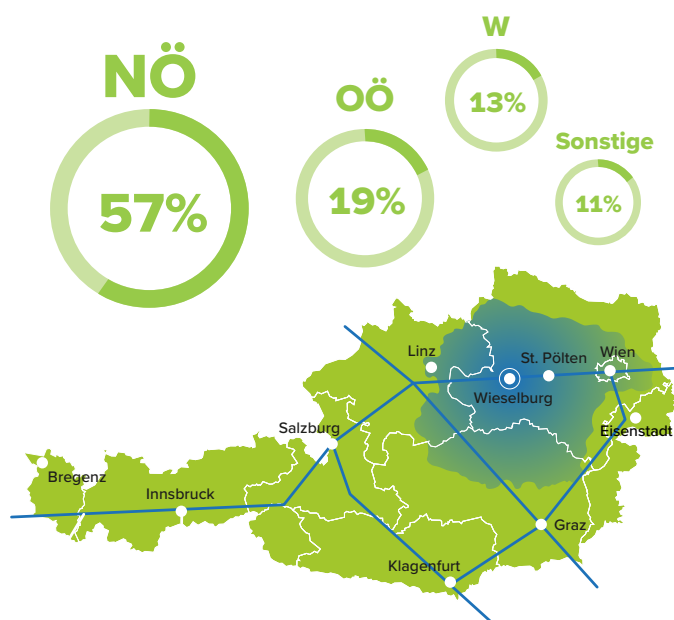 NÖ
57%
OÖ
19%
W
13%
Sonstige
11%
Linz
St. Pölten
Wien
Wieselburg
Salzburg
Eisenstadt
Bregenz
Innsbruck
Graz
Klagenfurt